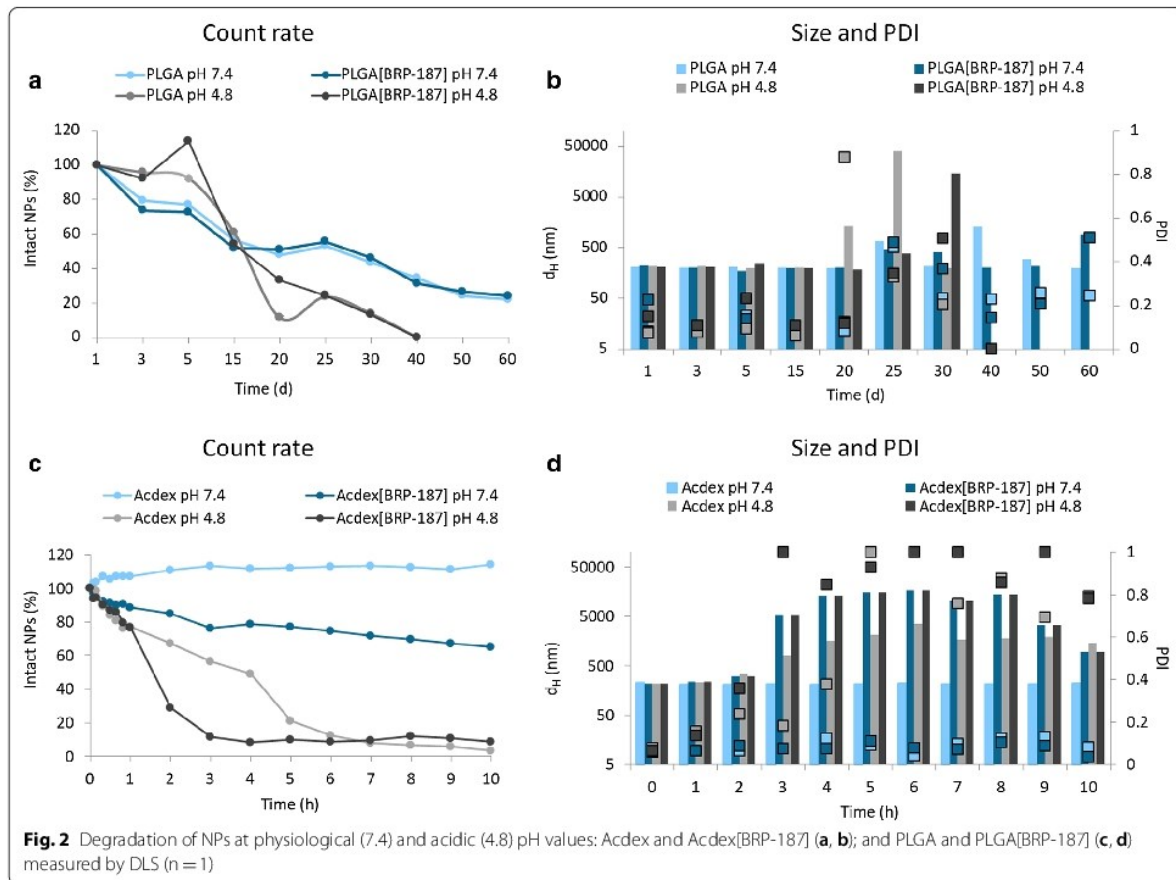 Count rate
a
PLGA pH 7.4
PLGA[BRP-187] pH 7.4
PLGA pH 4.8
PLGA[BRP-187] pH 4.8
Intact NPs (%)
120
100
80
60
40
20
0
1 3 5 15 20 25 30 40 50 60
Time (d)
Size and PDI
b
PLGA pH 7.4
PLGA[BRP-187] pH 7.4
PLGA pH 4.8
PLGA[BRP-187] pH 4.8
dH (nm)
50000
5000
500
50
5
1
0.8
0.6
0.4
0.2
0
PDI
1 3 5 15 20 25 30 40 50 60
Time (d)
Count rate
c
Acdex pH 7.4
Acdex[BRP-187] pH 7.4
Acdex pH 4.8
Acdex[BRP-187] pH 4.8
Intact NPs (%)
120
100
80
60
40
20
0
0 1 2 3 4 5 6 7 8 9 10
Time (h)
Size and PDI
d
Acdex pH 7.4
Acdex[BRP-187] pH 7.4
Acdex pH 4.8
Acdex[BRP-187] pH 4.8
dH (nm)
50000
5000
500
50
5
1
0.8
0.6
0.4
0.2
0
PDI
0 1 2 3 4 5 6 7 8 9 10
Time (h)
Fig. 2 Degradation of NPs at physiological (7.4) and acidic (4.8) pH values: Acdex and Acdex[BRP-187] (a, b); and PLGA and PLGA[BRP-187] (c, d)
measured by DLS (n = 1)